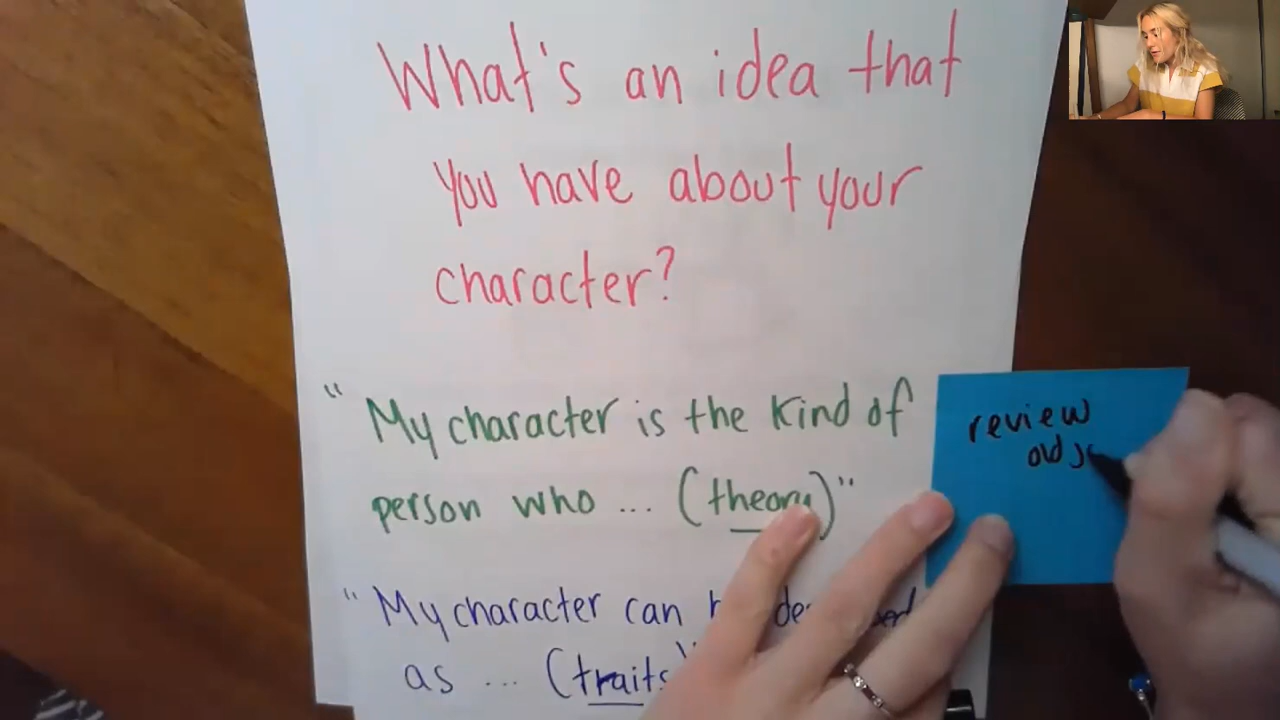 What's an idea that
you have about your
character?
"My character is the kind of
person who ... (theory)"
review
old
"My character can
as ... (traits"